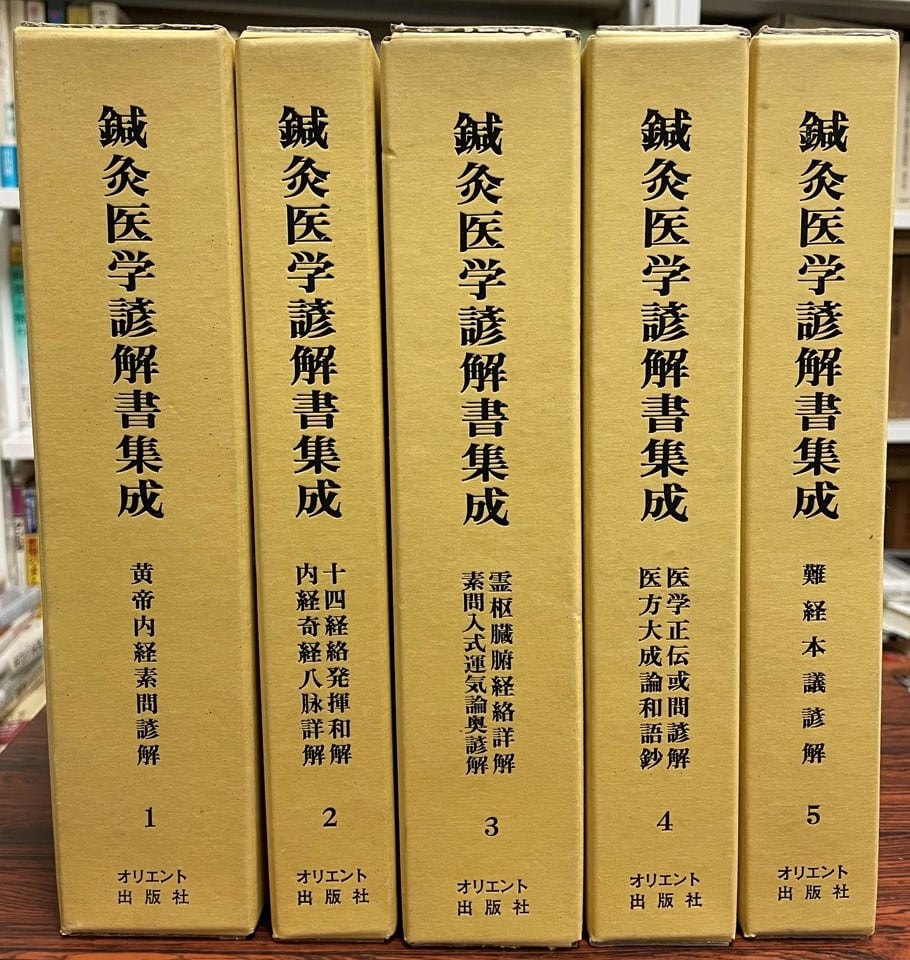 鍼灸医学諺解書集成
黄帝内経素問諺解
1
オリエント
出版社
鍼灸医学諺解書集成
十四経絡発揮和解
内経奇経八脉詳解
2
オリエント
出版社
鍼灸医学諺解書集成
霊枢臓腑経絡詳解
素問入式運気論奥諺解
3
オリエント
出版社
鍼灸医学諺解書集成
医学正伝或問諺解
医方大成論和語鈔
4
オリエント
出版社
鍼灸医学諺解書集成
難経本議諺解
5
オリエント
出版社